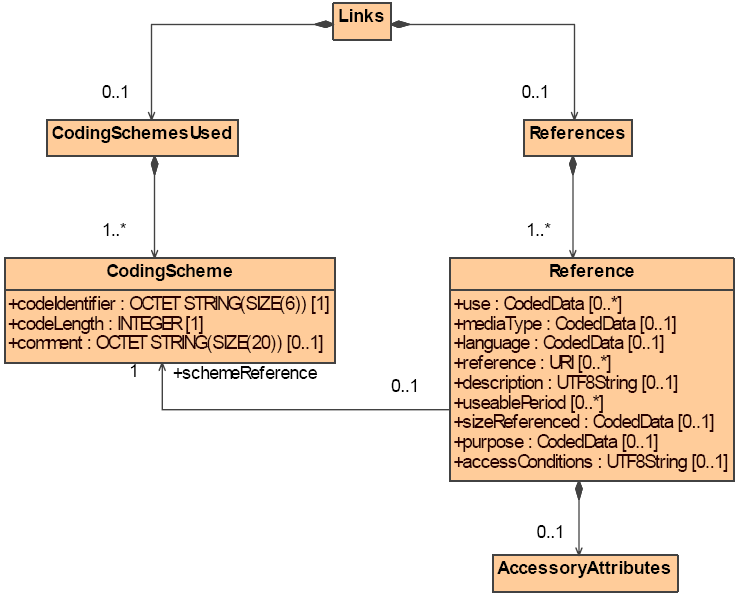 Links
0..1
0..1
CodingSchemesUsed
References
1..*
1..*
CodingScheme
+codeIdentifier : OCTET STRING(SIZE(6)) [1]
+codeLength : INTEGER [1]
+comment : OCTET STRING(SIZE(20)) [0..1]
Reference
+use : CodedData [0..*]
+mediaType : CodedData [0..1]
+language : CodedData [0..1]
+reference : URI [0..*]
+description : UTF8String [0..1]
+useablePeriod [0..*]
+sizeReferenced : CodedData [0..1]
+purpose : CodedData [0..1]
+accessConditions : UTF8String [0..1]
1
+schemeReference
0..1
0..1
AccessoryAttributes